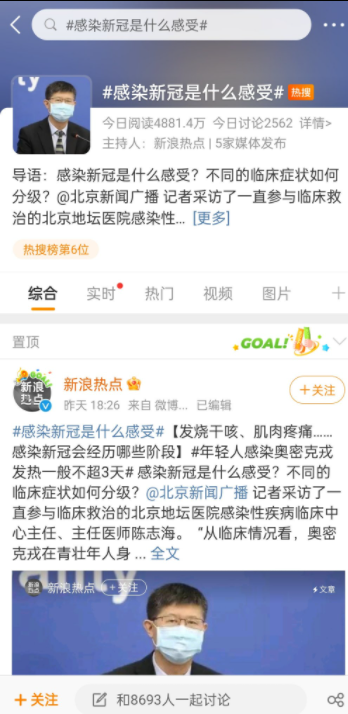 #感染新冠是什么感受#
#感染新冠是什么感受# 热搜
今日阅读4881.4万 今日讨论2562 详情>
主持人：新浪热点 | 5家媒体发布
导语：感染新冠是什么感受？不同的临床症状如何
分级？@北京新闻广播 记者采访了一直参与临床救
治的北京地坛医院感染性... [更多]
热搜榜第6位
综合 实时 热门 视频 图片
置顶
GOAL!
新浪热点
新浪热点
+关注
昨天 18:26 来自 微博... 已编辑
#感染新冠是什么感受#【发烧干咳、肌肉疼痛……
感染新冠会经历哪些阶段】#年轻人感染奥密克戎
发热一般不超3天# 感染新冠是什么感受？不同的
临床症状如何分级？@北京新闻广播 记者采访了一
直参与临床救治的北京地坛医院感染性疾病临床中
心主任、主任医师陈志海。“从临床情况看，奥密
克戎在青壮年人身 ... 全文
新浪热点 +关注
文章
+关注
和8693人一起讨论